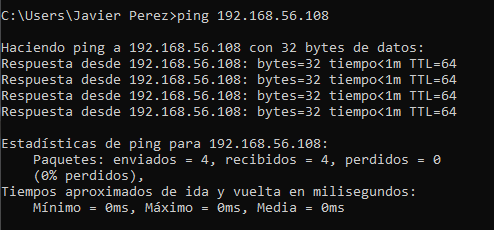 C:\Users\Javier Perez>ping 192.168.56.108
Haciendo ping a 192.168.56.108 con 32 bytes de datos:
Respuesta desde 192.168.56.108: bytes=32 tiempo<1m TTL=64
Respuesta desde 192.168.56.108: bytes=32 tiempo<1m TTL=64
Respuesta desde 192.168.56.108: bytes=32 tiempo<1m TTL=64
Respuesta desde 192.168.56.108: bytes=32 tiempo<1m TTL=64
Estadísticas de ping para 192.168.56.108:
Paquetes: enviados = 4, recibidos = 4, perdidos = 0
(0% perdidos),
Tiempos aproximados de ida y vuelta en milisegundos:
Mínimo = 0ms, Máximo = 0ms, Media = 0ms